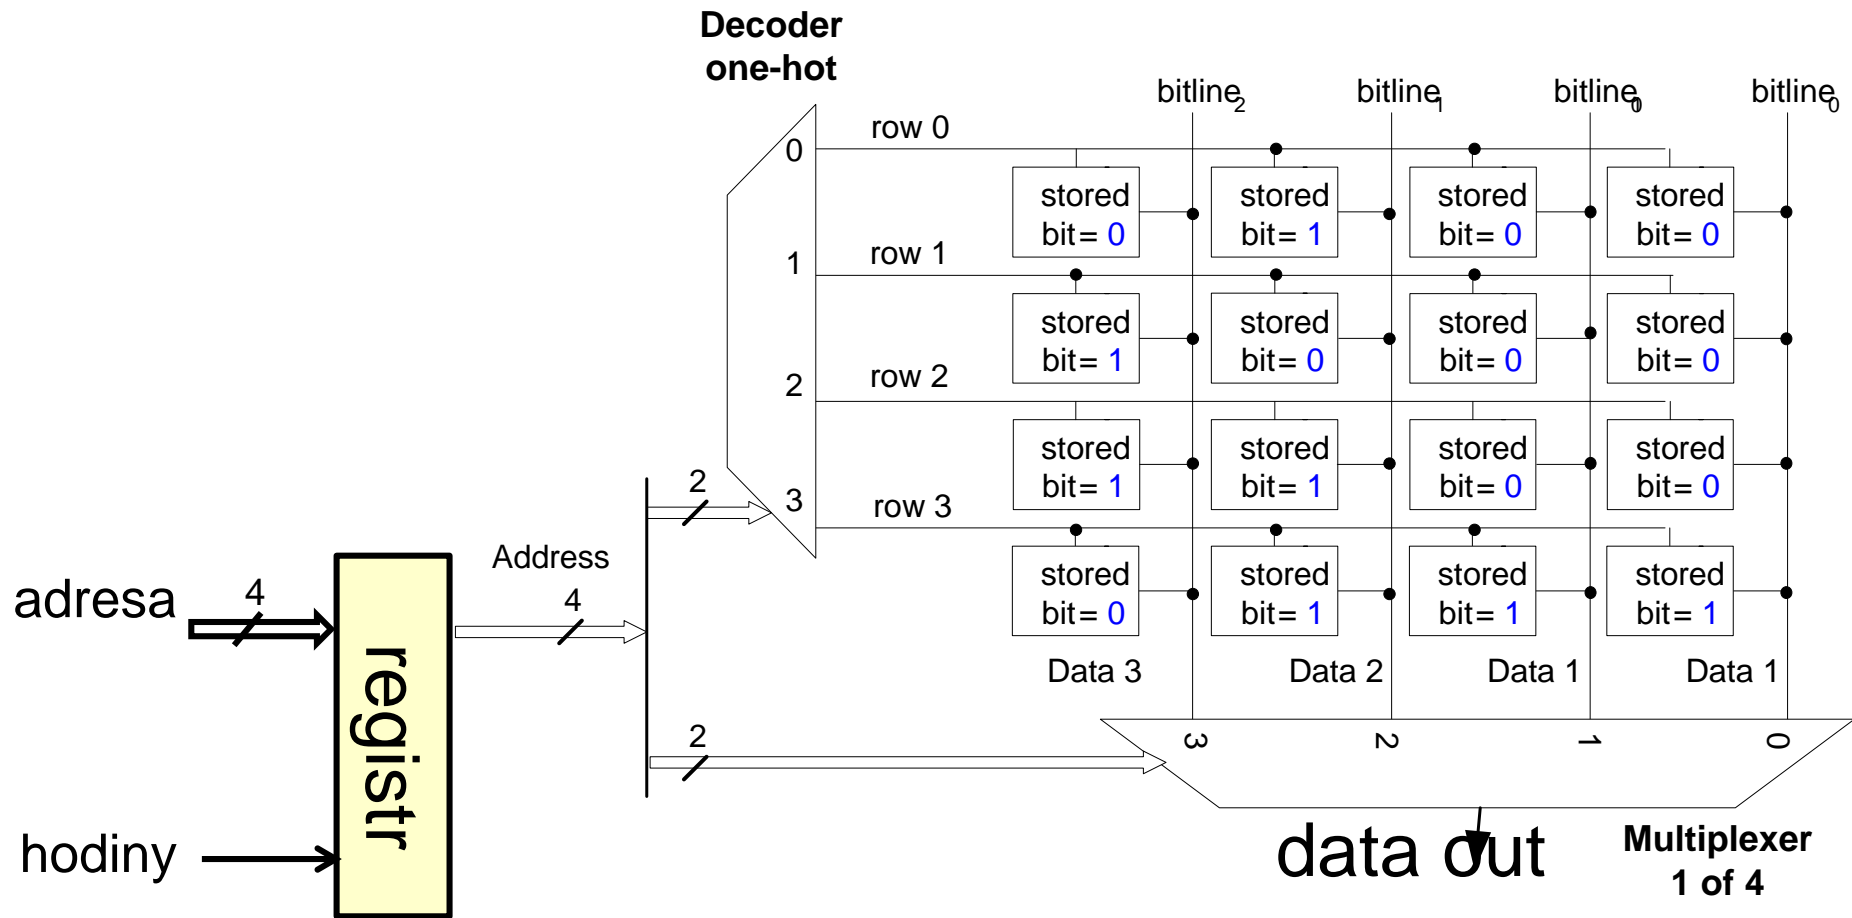 Decoder
one-hot
bitline2
bitline1
bitline0
bitline0
0
row 0
stored
bit= 0
stored
bit= 1
stored
bit= 0
stored
bit= 0
1
row 1
stored
bit= 1
stored
bit= 0
stored
bit= 0
stored
bit= 0
2
row 2
stored
bit= 1
stored
bit= 1
stored
bit= 0
stored
bit= 0
3
row 3
stored
bit= 0
stored
bit= 1
stored
bit= 1
stored
bit= 1
2
Address
4
adresa
4
registr
hodiny
Data 3
Data 2
Data 1
Data 1
2
3
2
1
0
data out
Multiplexer
1 of 4